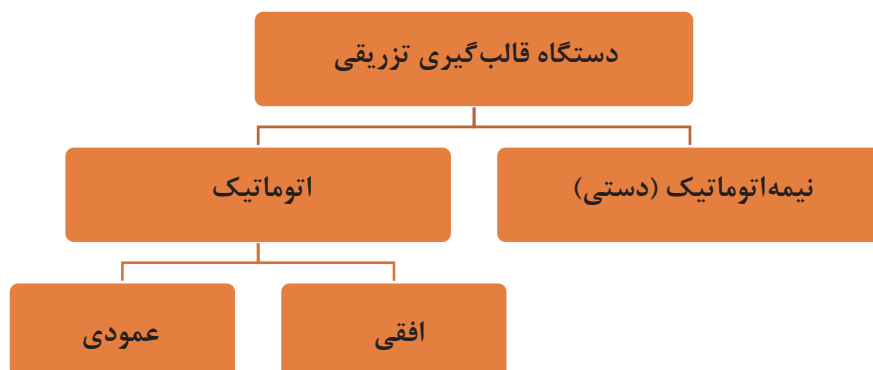 دستگاه قالب‌گیری تزریقی
نیمه‌اتوماتیک (دستی)
اتوماتیک
افقی
عمودی